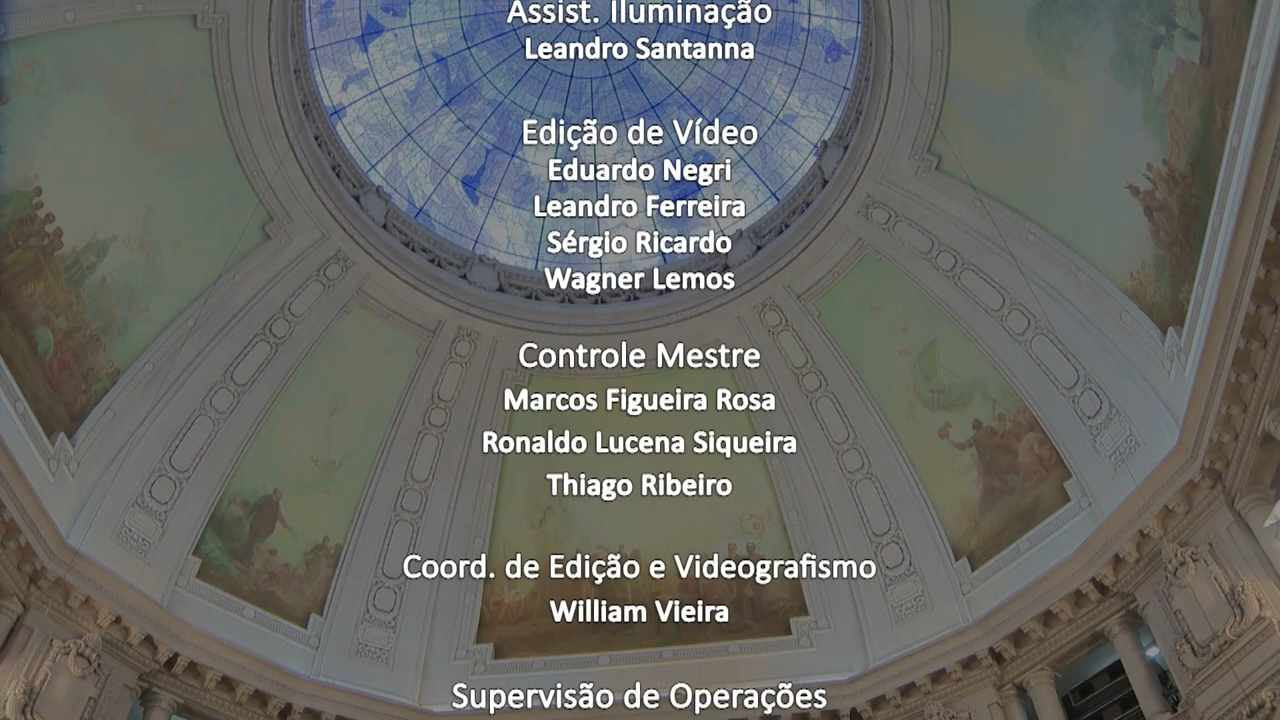 Assist. Iluminação
Leandro Santanna
Edição de Vídeo
Eduardo Negri
Leandro Ferreira
Sérgio Ricardo
Wagner Lemos
Controle Mestre
Marcos Figueira Rosa
Ronaldo Lucena Siqueira
Thiago Ribeiro
Coord. de Edição e Videografismo
William Vieira
Supervisão de Operações